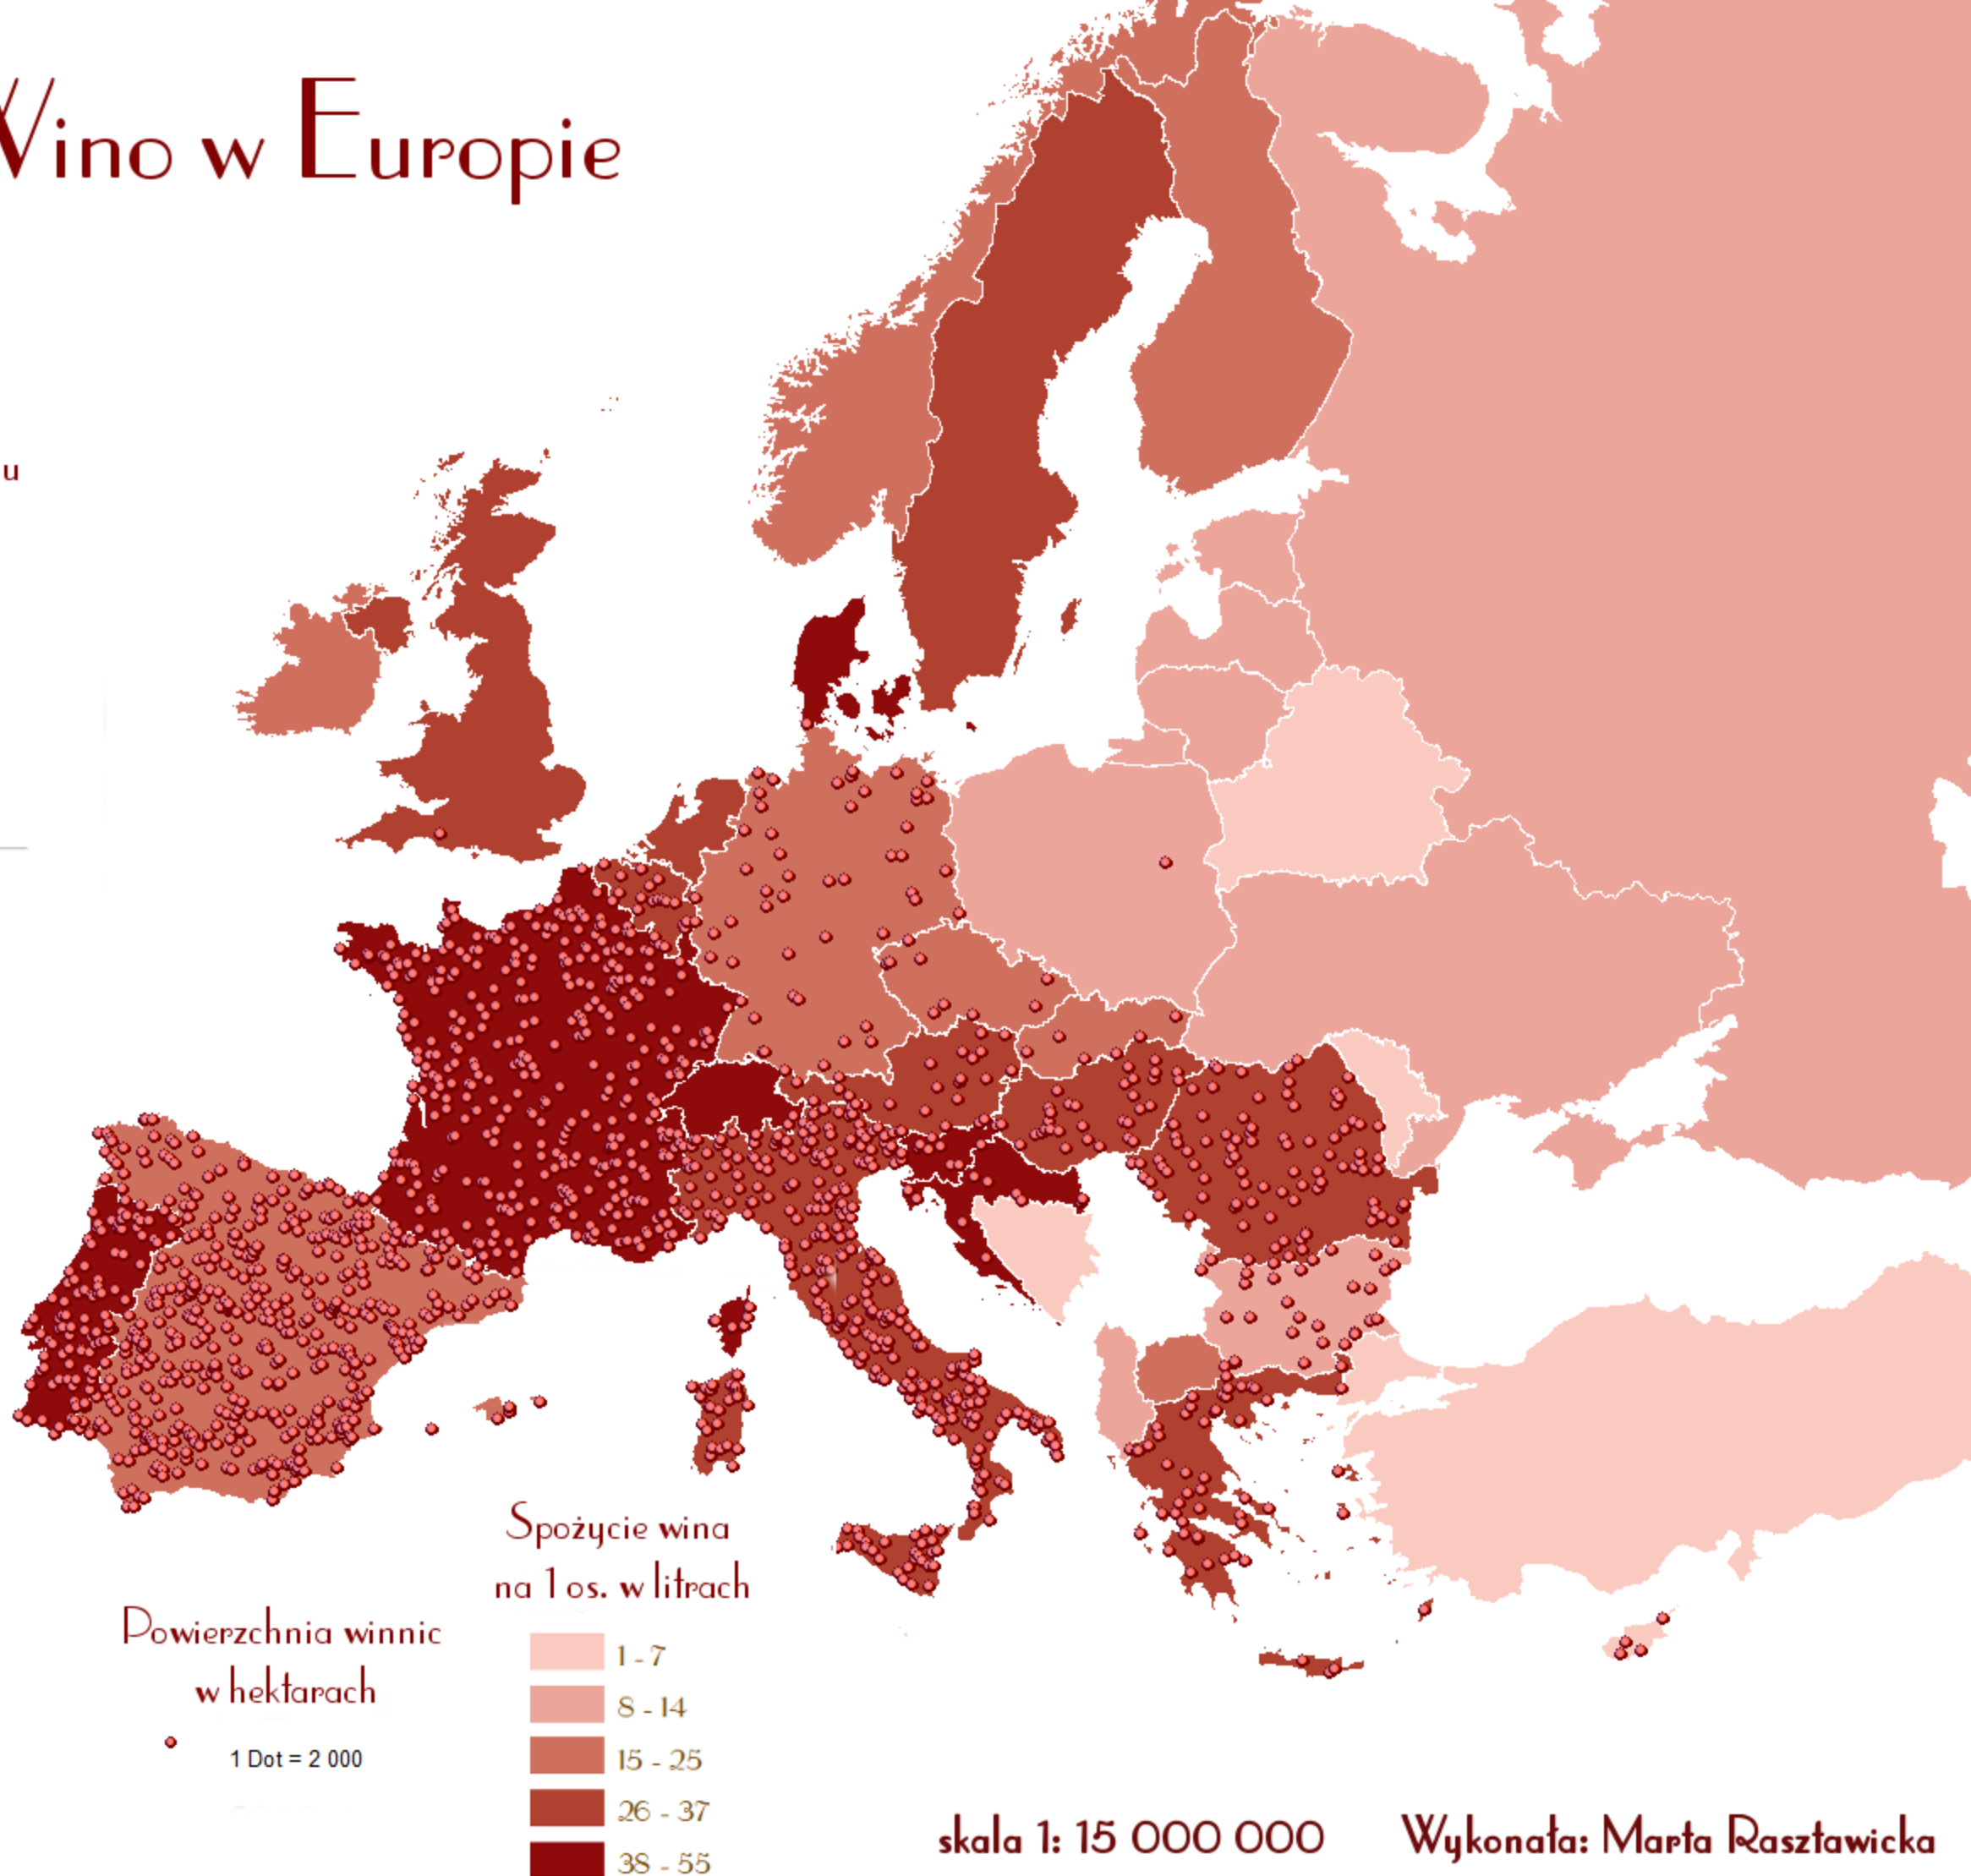 Wino w Europie
u
Spożycie wina
na 1 os. w litrach
1 - 7
8 - 14
15 - 25
26 - 37
38 - 55
Powierzchnia winnic
w hektarach
1 Dot = 2 000
skala 1: 15 000 000
Wykonała: Marta Rasztawicka